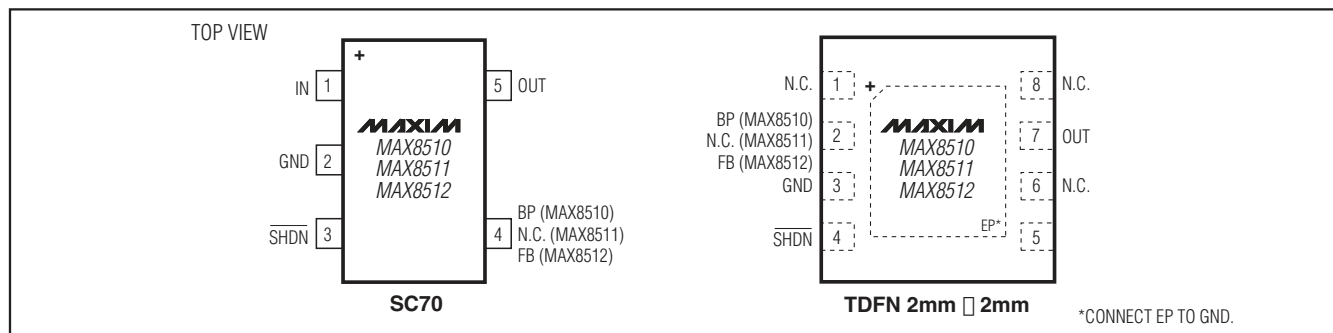 TOP VIEW
+
IN 1
5 OUT
GND 2
SHDN 3
4
BP (MAX8510)
N.C. (MAX8511)
FB (MAX8512)
MAXIM
MAX8510
MAX8511
MAX8512
SC70
N.C. 1
+
8 N.C.
BP (MAX8510)
N.C. (MAX8511)
FB (MAX8512)
2
7 OUT
GND 3
6 N.C.
SHDN 4
5
MAXIM
MAX8510
MAX8511
MAX8512
EP*
TDFN 2mm □ 2mm
*CONNECT EP TO GND.